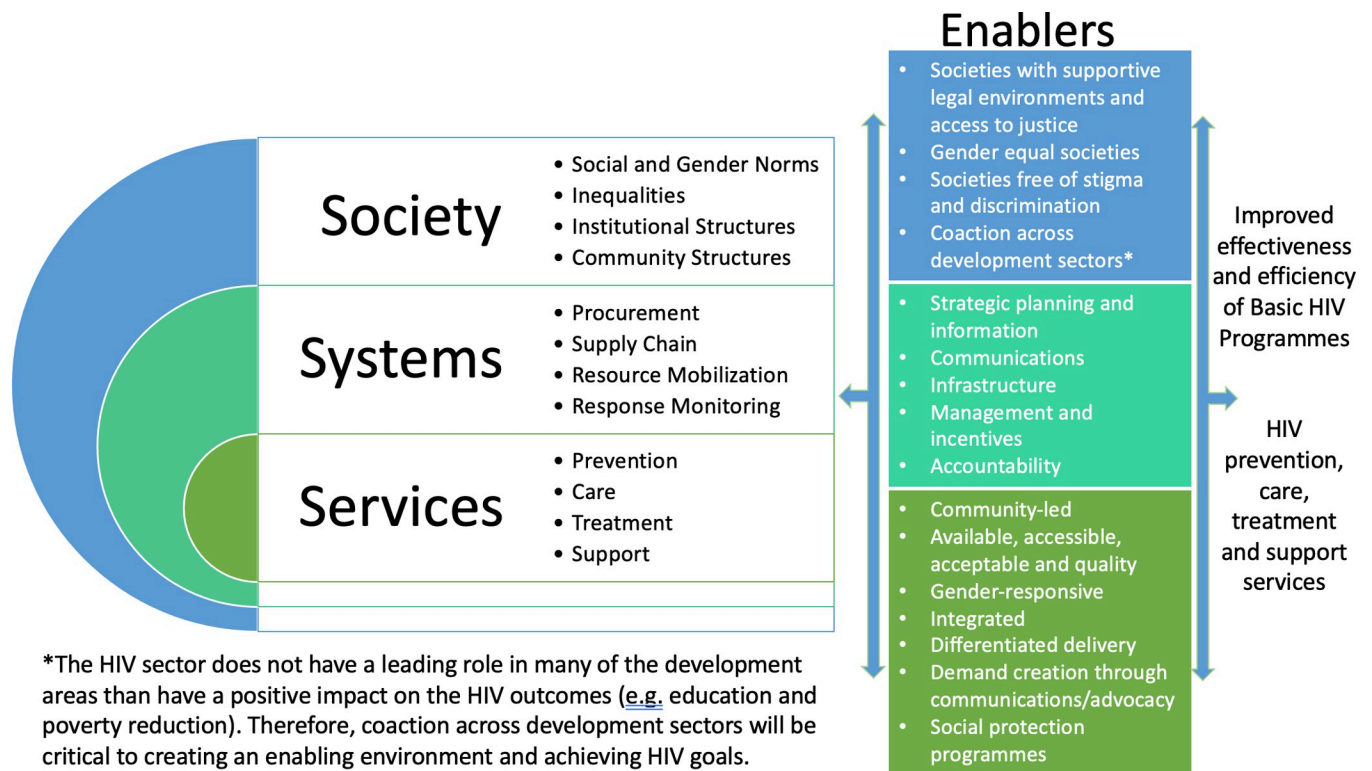 Enablers
Society
• Social and Gender Norms
• Inequalities
• Institutional Structures
• Community Structures
Systems
• Procurement
• Supply Chain
• Resource Mobilization
• Response Monitoring
Services
• Prevention
• Care
• Treatment
• Support
• Societies with supportive
legal environments and
access to justice
• Gender equal societies
• Societies free of stigma
and discrimination
• Coaction across
development sectors*
• Strategic planning and
information
• Communications
• Infrastructure
• Management and
incentives
• Accountability
• Community-led
• Available, accessible,
acceptable and quality
• Gender-responsive
• Integrated
• Differentiated delivery
• Demand creation through
communications/advocacy
• Social protection
programmes
Improved
effectiveness
and efficiency
of Basic HIV
Programmes
HIV
prevention,
care,
treatment
and support
services
*The HIV sector does not have a leading role in many of the development
areas than have a positive impact on the HIV outcomes (e.g. education and
poverty reduction). Therefore, coaction across development sectors will be
critical to creating an enabling environment and achieving HIV goals.